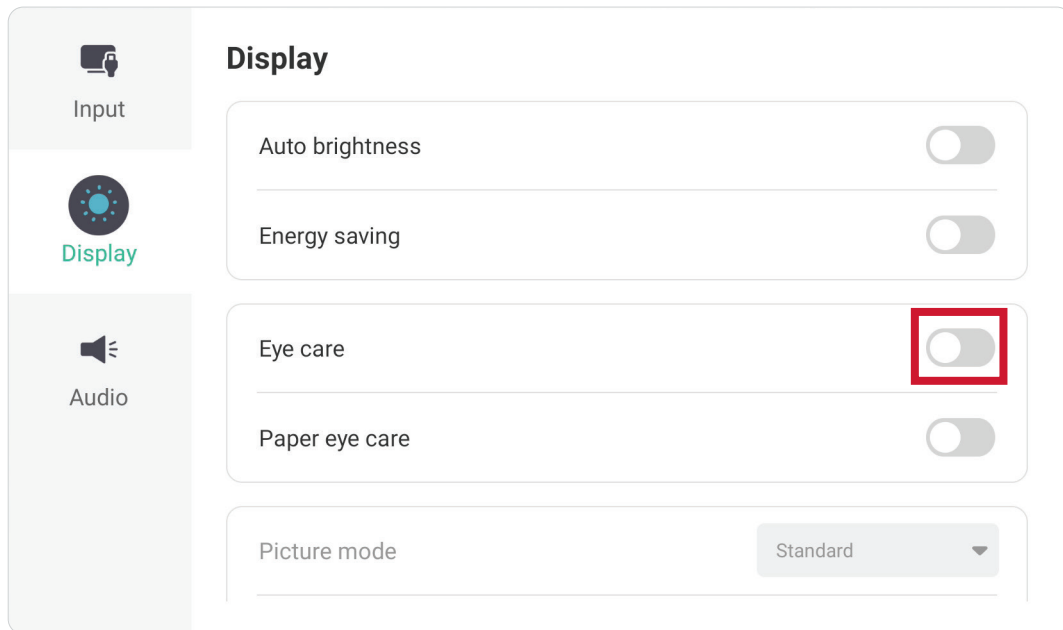 Input
Display
Audio
Display
Auto brightness
Energy saving
Eye care
Paper eye care
Picture mode
Standard